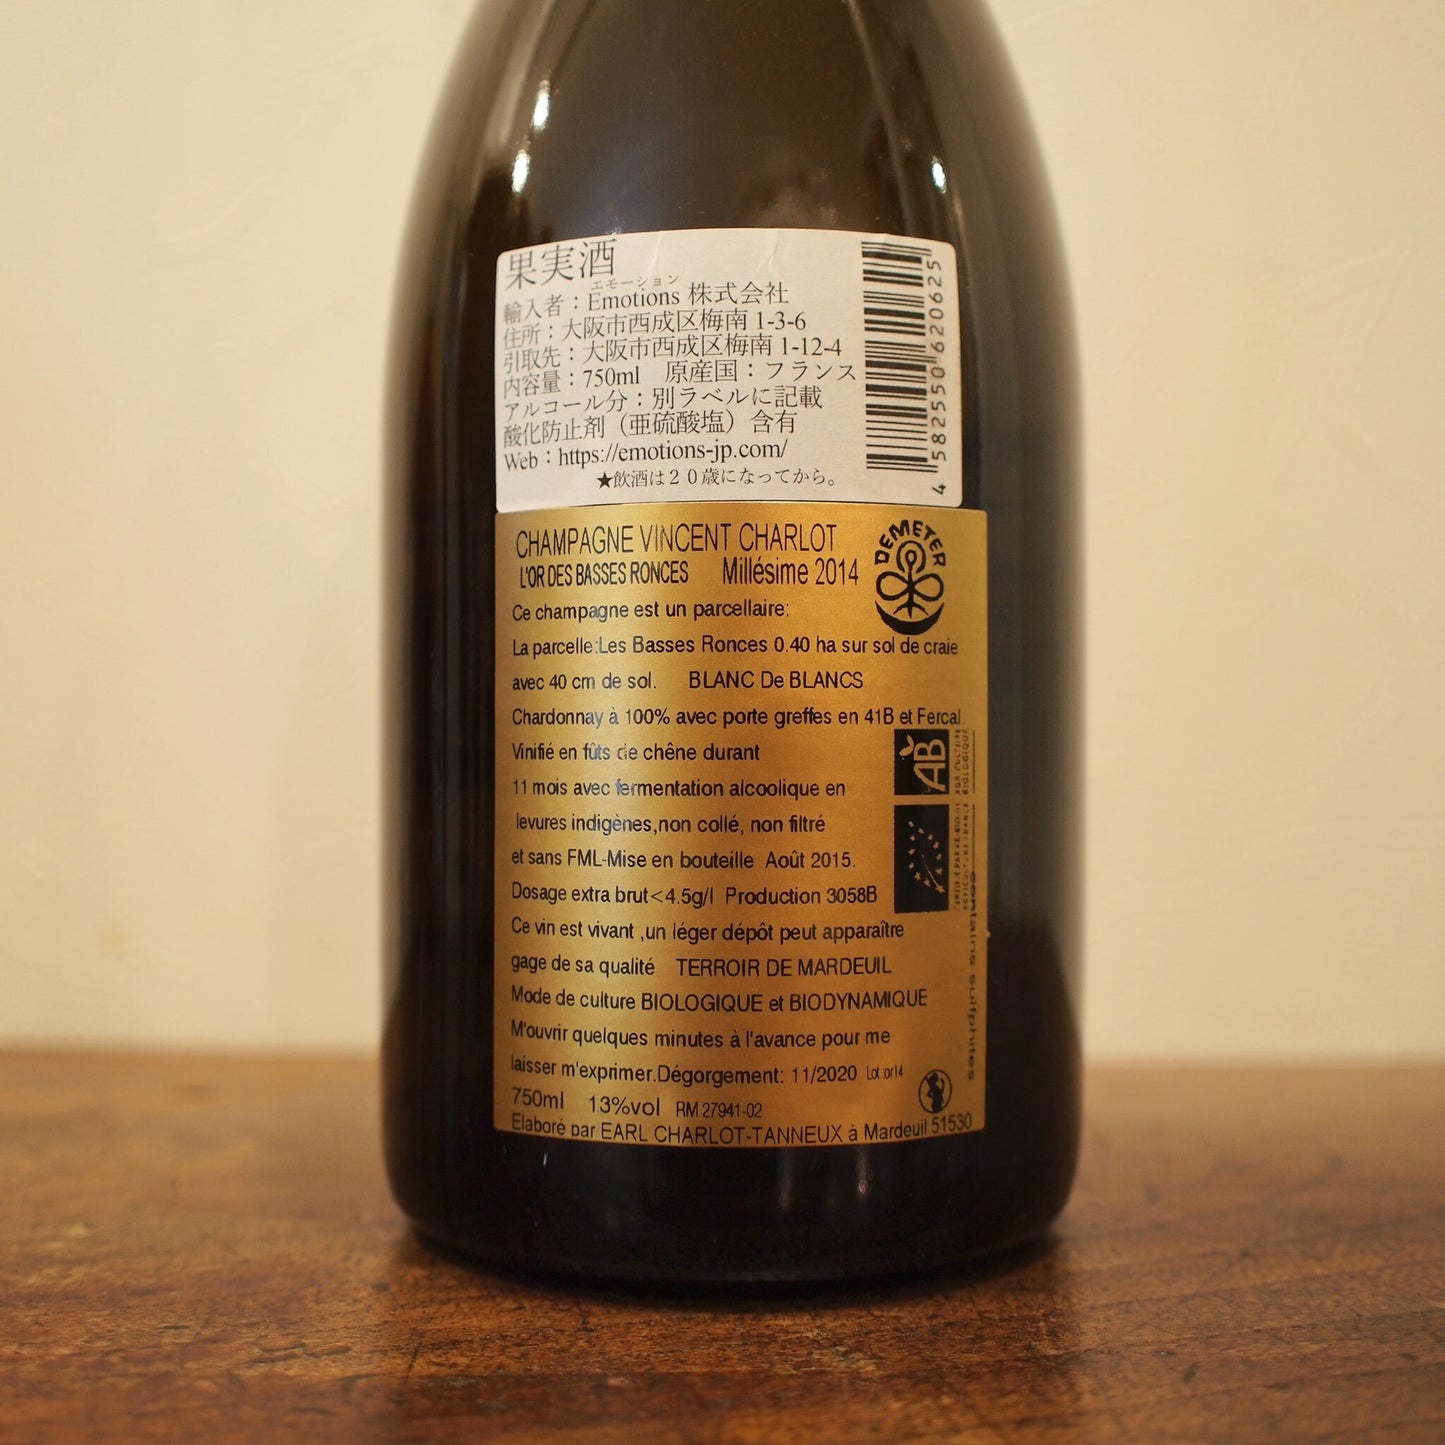 果実酒
エモーション
輸入者：Emotions 株式会社
住所：大阪市西成区梅南 1-3-6
引取先：大阪市西成区梅南 1-12-4
内容量：750ml　原産国：フランス
アルコール分：別ラベルに記載
酸化防止剤（亜硫酸塩）含有
Web：https://emotions-jp.com/
★飲酒は２０歳になってから。
4 582550 620625
CHAMPAGNE VINCENT CHARLOT
L'OR DES BASSES RONCES Millésime 2014
DEMETER
Ce champagne est un parcellaire:
La parcelle:Les Basses Ronces 0.40 ha sur sol de craie
avec 40 cm de sol. BLANC De BLANCS
Chardonnay à 100% avec porte greffes en 41B et Fercal.
Vinifié en fûts de chêne durant
11 mois avec fermentation alcoolique en
levures indigènes,non collé, non filtré
et sans FML-Mise en bouteille Août 2015.
Dosage extra brut<4.5g/l Production 3058B
Ce vin est vivant ,un léger dépôt peut apparaître
gage de sa qualité TERROIR DE MARDEUIL
Mode de culture BIOLOGIQUE et BIODYNAMIQUE
M'ouvrir quelques minutes à l'avance pour me
laisser m'exprimer.Dégorgement: 11/2020 Lot :or14
750ml 13%vol RM 27941-02
Elaboré par EARL CHARLOT-TANNEUX à Mardeuil 51530
AB
AGRICULTURE
BIOLOGIQUE
contains sulfphites